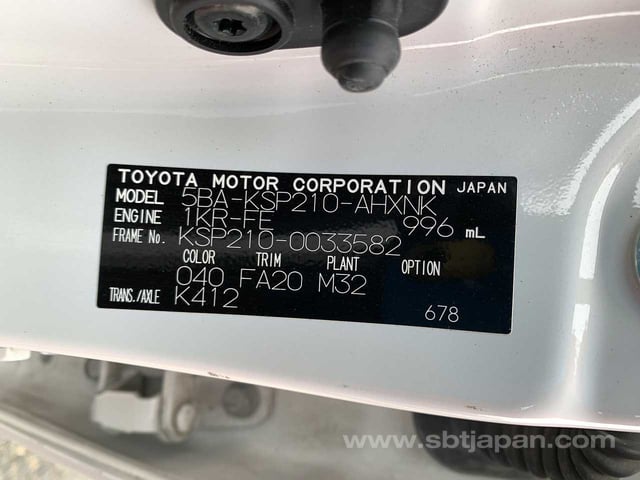 TOYOTA MOTOR CORPORATION JAPAN
MODEL 5BA-KSP210-AHXNK
ENGINE 1KR-FE 996 mL
FRAME No. KSP210-0033582
COLOR TRIM PLANT OPTION
040 FA20 M32
TRANS./AXLE K412
678
www.sbtjapan.com